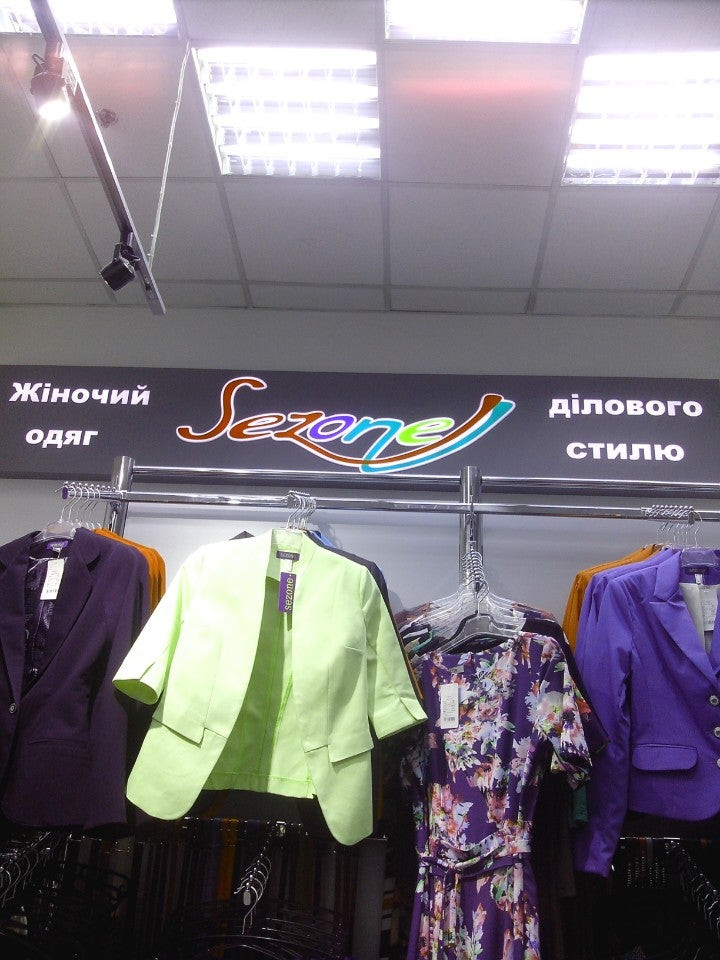 Жіночий
одяг
Sezone
ділового
стилю
sezone